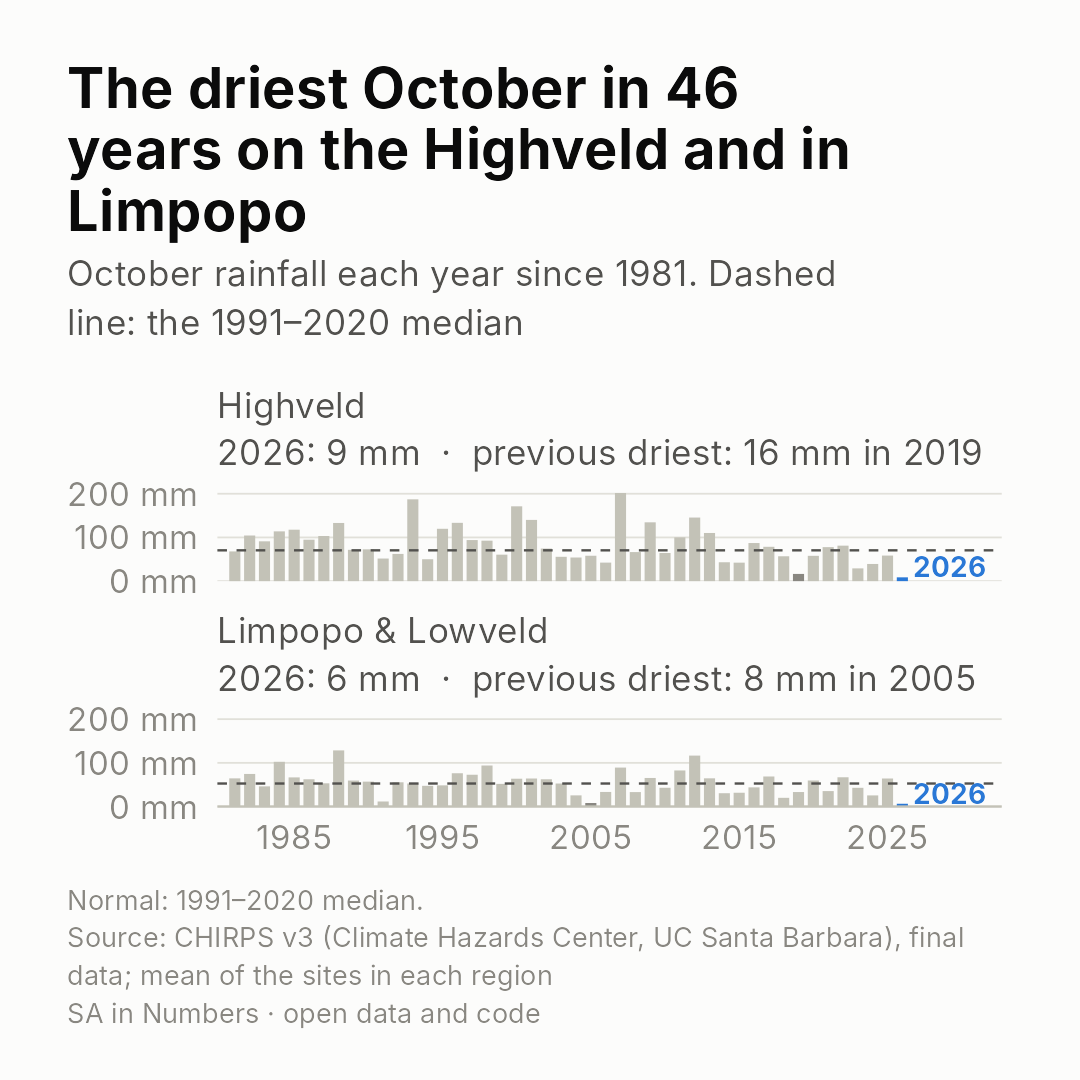 The driest October in 46
years on the Highveld and in
Limpopo
October rainfall each year since 1981. Dashed
line: the 1991–2020 median
Highveld
2026: 9 mm · previous driest: 16 mm in 2019
200 mm
100 mm
0 mm
2026
Limpopo & Lowveld
2026: 6 mm · previous driest: 8 mm in 2005
200 mm
100 mm
0 mm
2026
1985 1995 2005 2015 2025
Normal: 1991–2020 median.
Source: CHIRPS v3 (Climate Hazards Center, UC Santa Barbara), final
data; mean of the sites in each region
SA in Numbers · open data and code